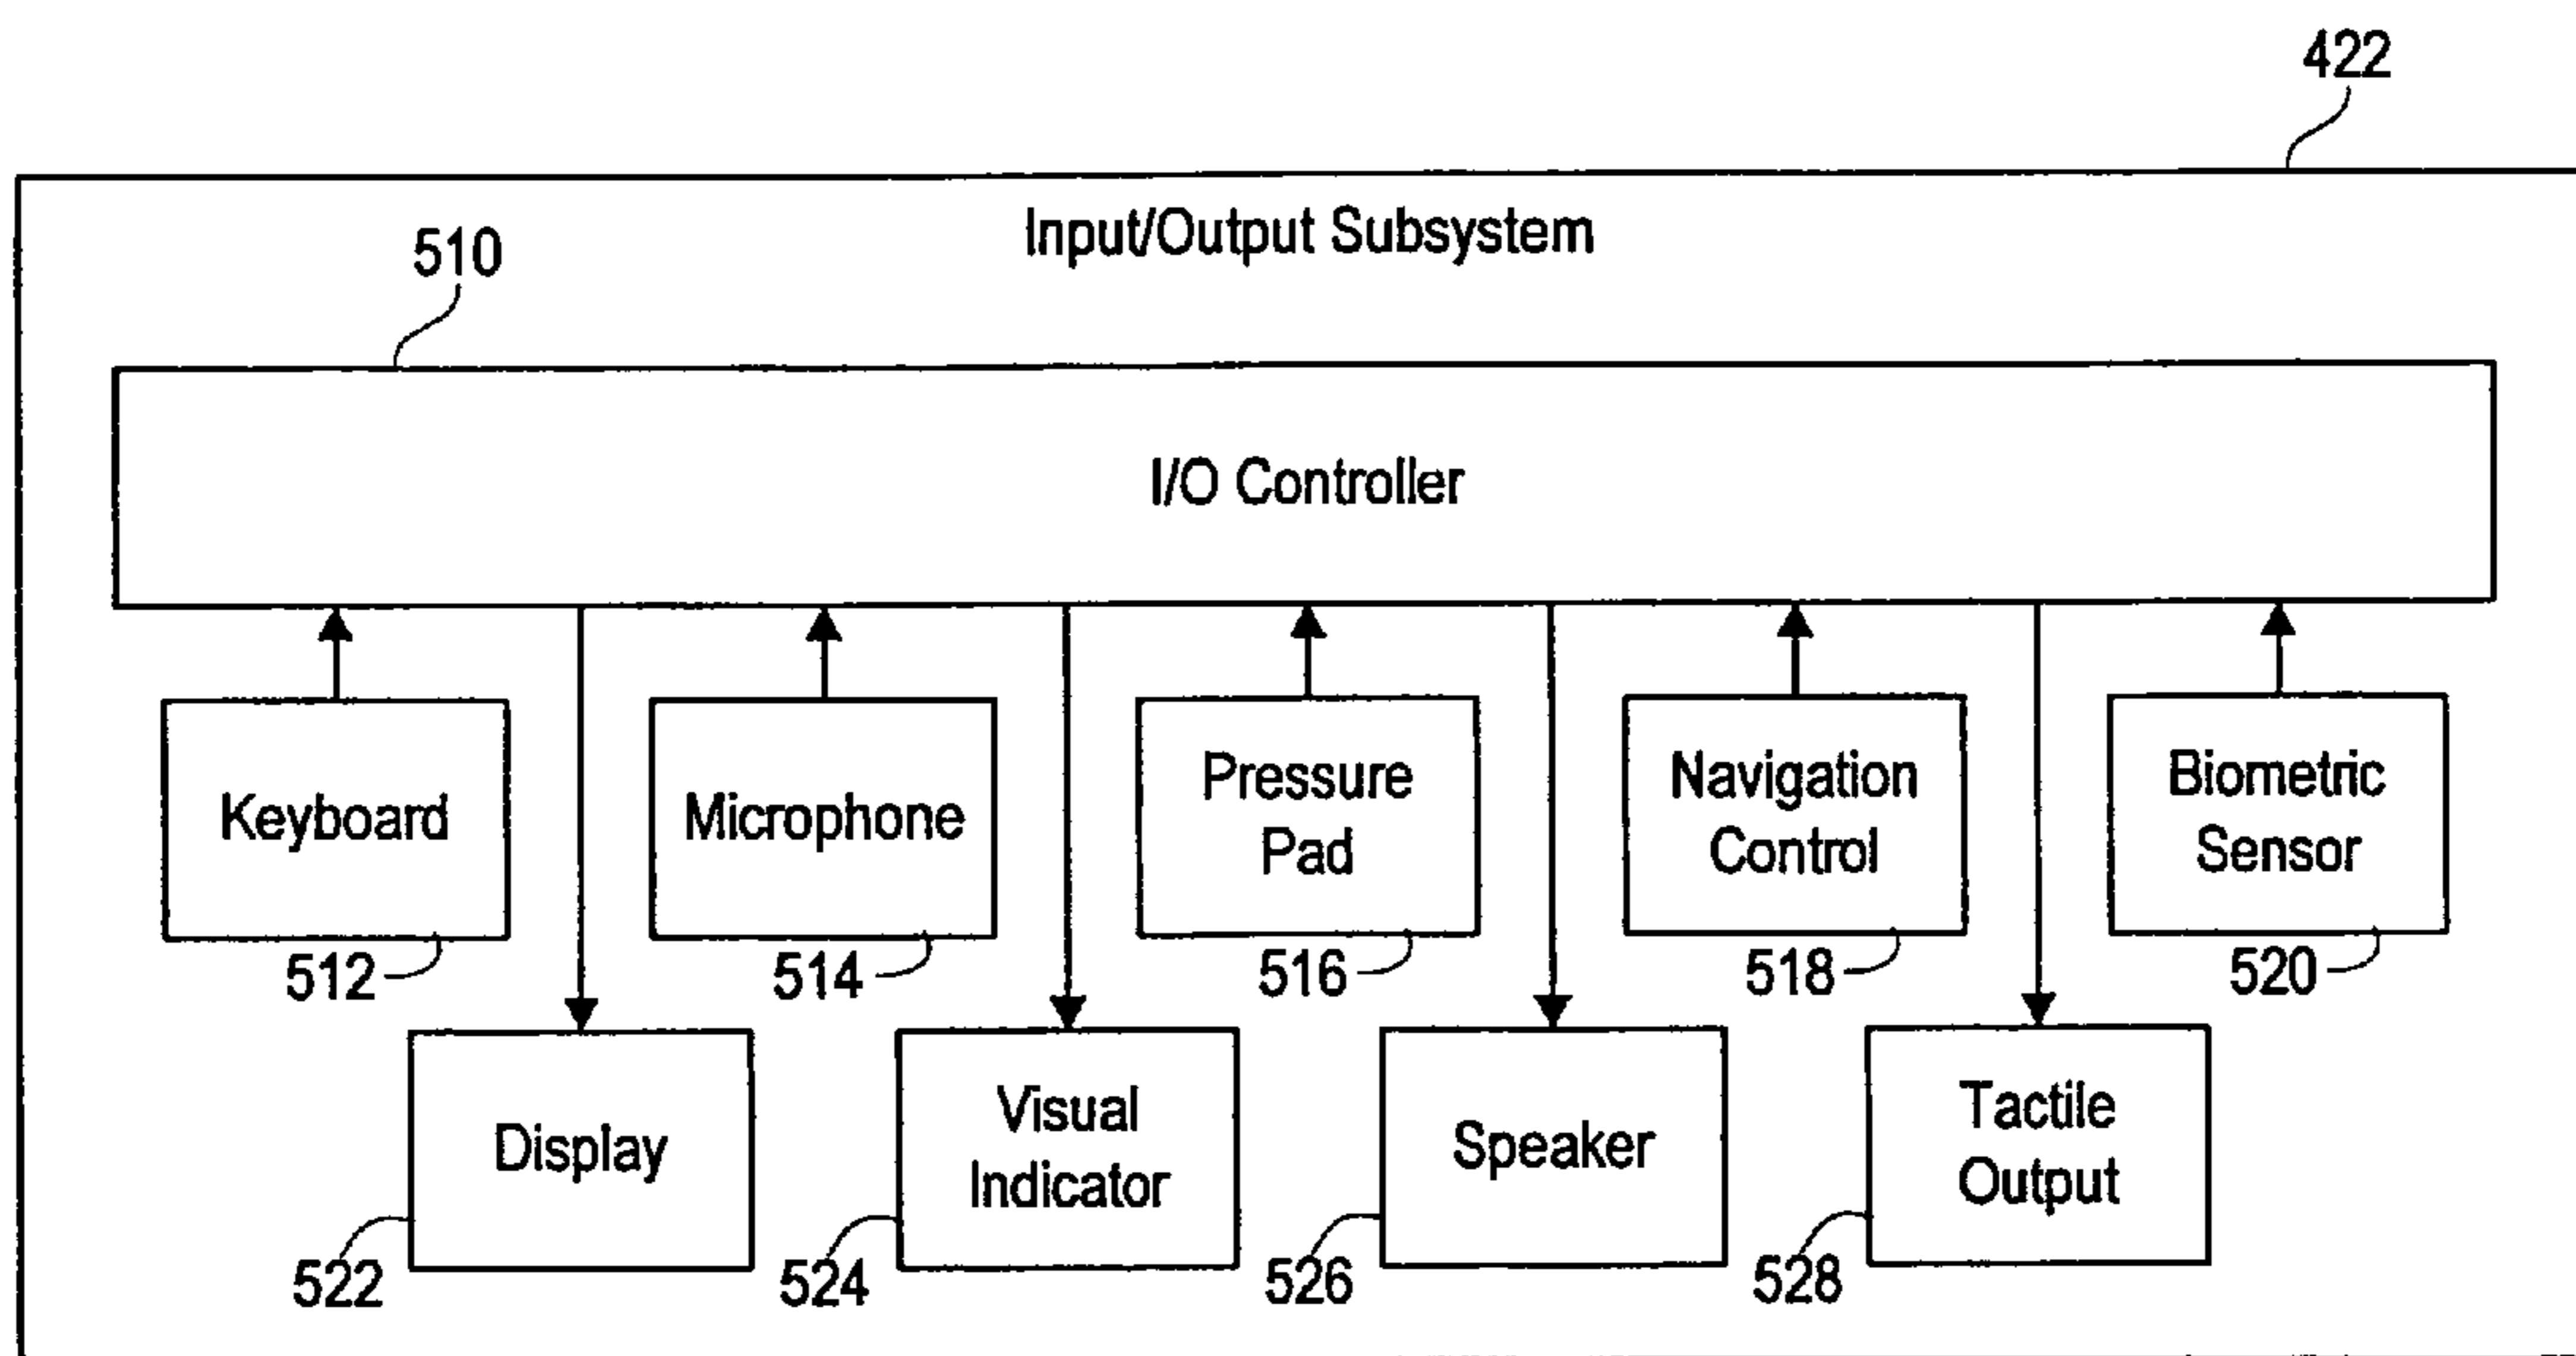 422
Input/Output Subsystem
510
I/O Controller
Keyboard
512
Microphone
514
Pressure
Pad
516
Navigation
Control
518
Biometric
Sensor
520
Display
522
Visual
Indicator
524
Speaker
526
Tactile
Output
528